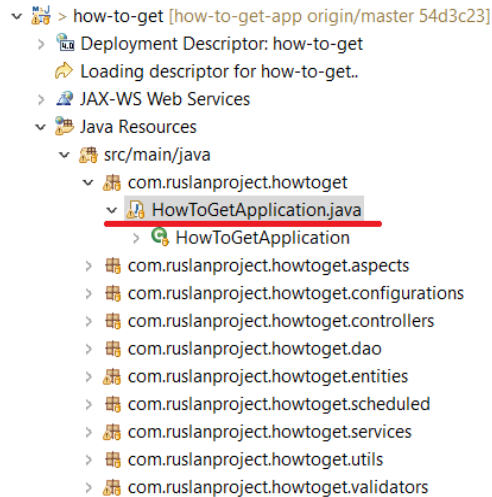 > how-to-get [how-to-get-app origin/master 54d3c23]
Deployment Descriptor: how-to-get
Loading descriptor for how-to-get..
JAX-WS Web Services
Java Resources
src/main/java
com.ruslanproject.howtoget
HowToGetApplication.java
HowToGetApplication
com.ruslanproject.howtoget.aspects
com.ruslanproject.howtoget.configurations
com.ruslanproject.howtoget.controllers
com.ruslanproject.howtoget.dao
com.ruslanproject.howtoget.entities
com.ruslanproject.howtoget.scheduled
com.ruslanproject.howtoget.services
com.ruslanproject.howtoget.utils
com.ruslanproject.howtoget.validators